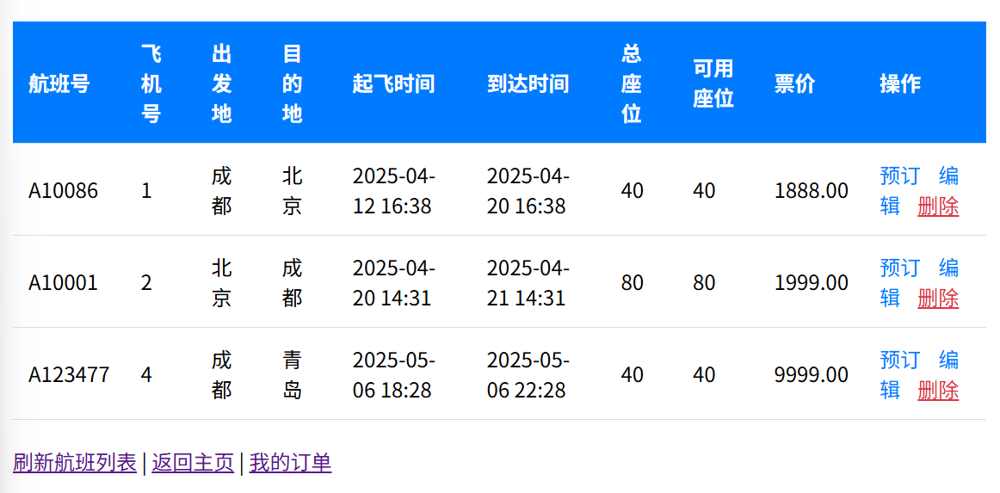 航班号 飞机号 出发地 目的地 起飞时间 到达时间 总座位 可用座位 票价 操作
A10086 1 成都 北京 2025-04-12 16:38 2025-04-20 16:38 40 40 1888.00 预订 编辑 删除
A10001 2 北京 成都 2025-04-20 14:31 2025-04-21 14:31 80 80 1999.00 预订 编辑 删除
A123477 4 成都 青岛 2025-05-06 18:28 2025-05-06 22:28 40 40 9999.00 预订 编辑 删除
刷新航班列表 | 返回主页 | 我的订单